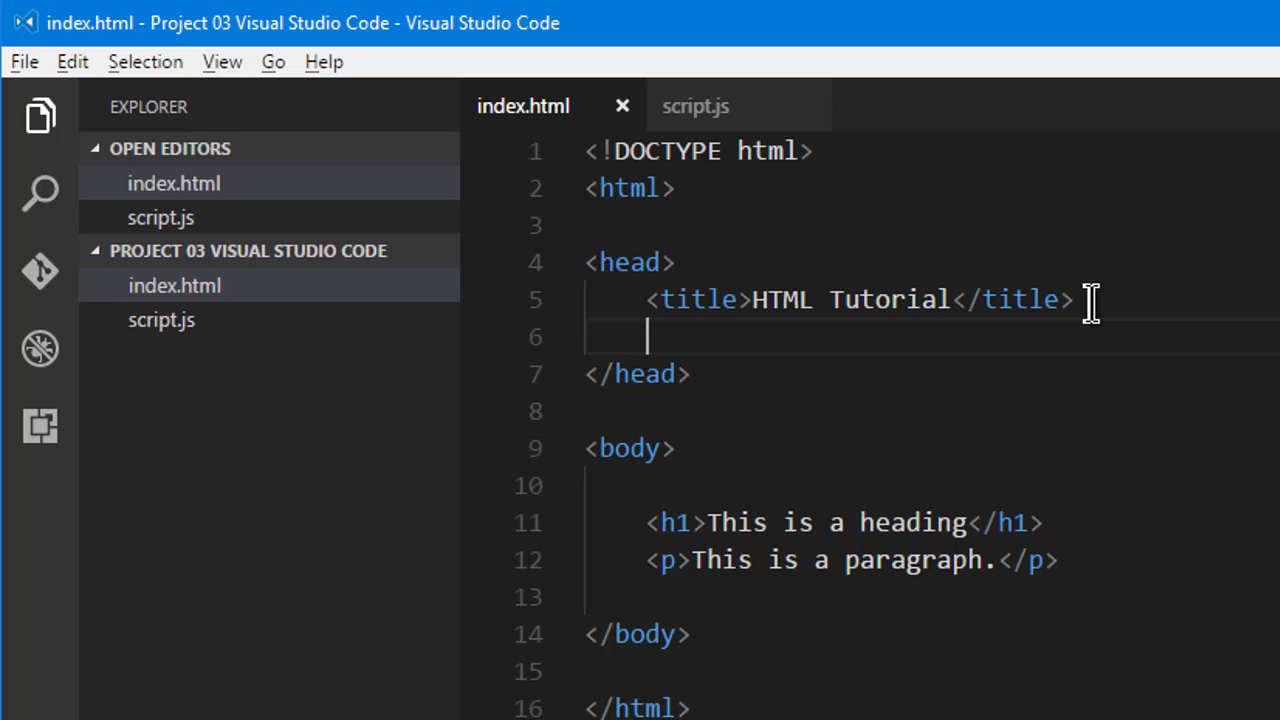 index.html - Project 03 Visual Studio Code - Visual Studio Code
File Edit Selection View Go Help
EXPLORER
OPEN EDITORS
index.html
script.js
PROJECT 03 VISUAL STUDIO CODE
index.html
script.js
index.html × script.js
1 <!DOCTYPE html>
2 <html>
3
4 <head>
5     <title>HTML Tutorial</title>
6
7 </head>
8
9 <body>
10
11     <h1>This is a heading</h1>
12     <p>This is a paragraph.</p>
13
14 </body>
15
16 </html>